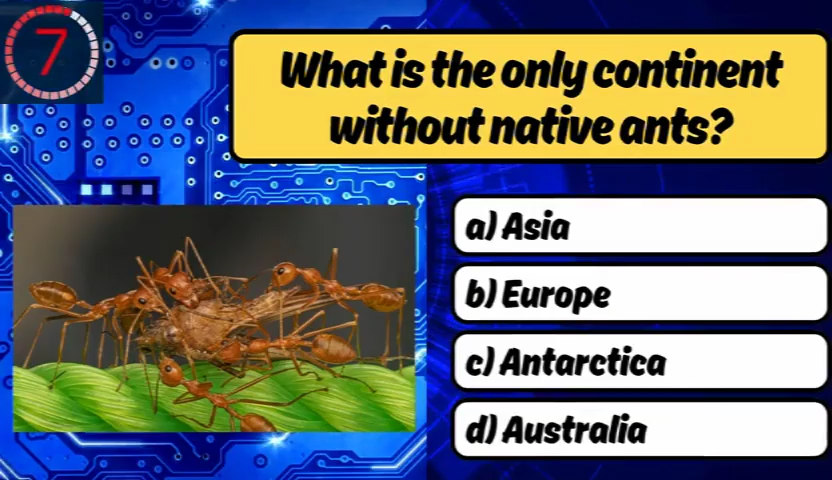 7
What is the only continent
without native ants?
a) Asia
b) Europe
c) Antarctica
d) Australia